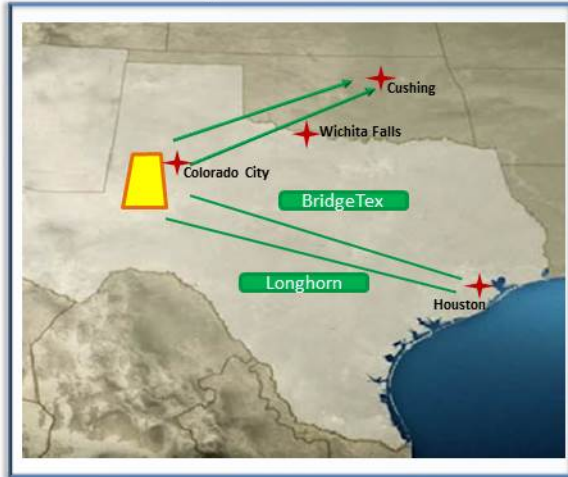 Cushing
Wichita Falls
Colorado City
BridgeTex
Longhorn
Houston